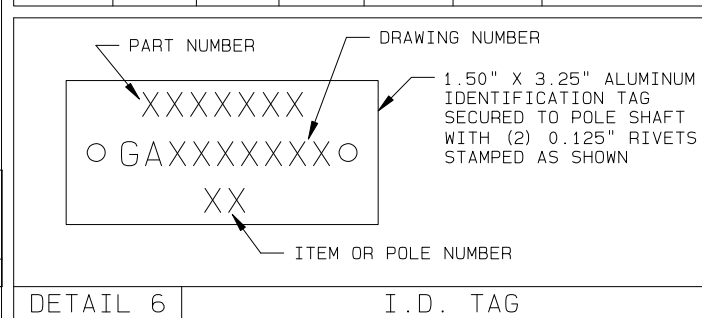 PART NUMBER
DRAWING NUMBER
XXXXXXX
GAXXXXXXX
XX
1.50" X 3.25" ALUMINUM
IDENTIFICATION TAG
SECURED TO POLE SHAFT
WITH (2) 0.125" RIVETS
STAMPED AS SHOWN
ITEM OR POLE NUMBER
DETAIL 6
I.D. TAG